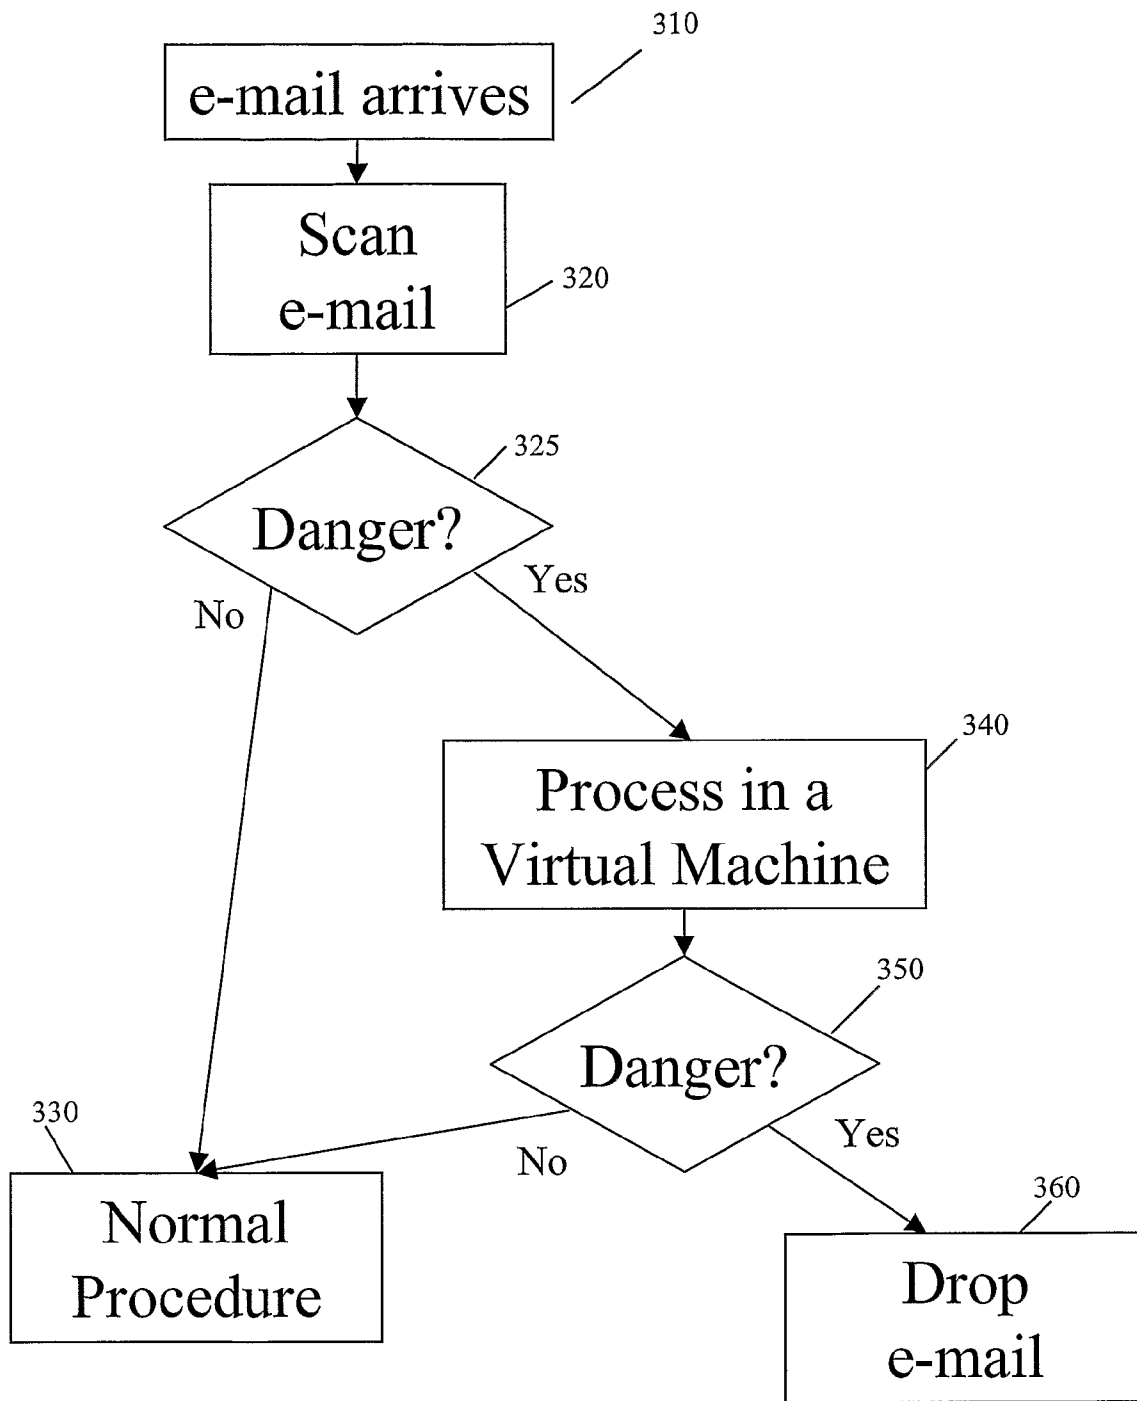 310
e-mail arrives
Scan
e-mail
320
325
Danger?
Yes
No
340
Process in a
Virtual Machine
350
Danger?
330
Yes
No
Normal
Procedure
360
Drop
e-mail